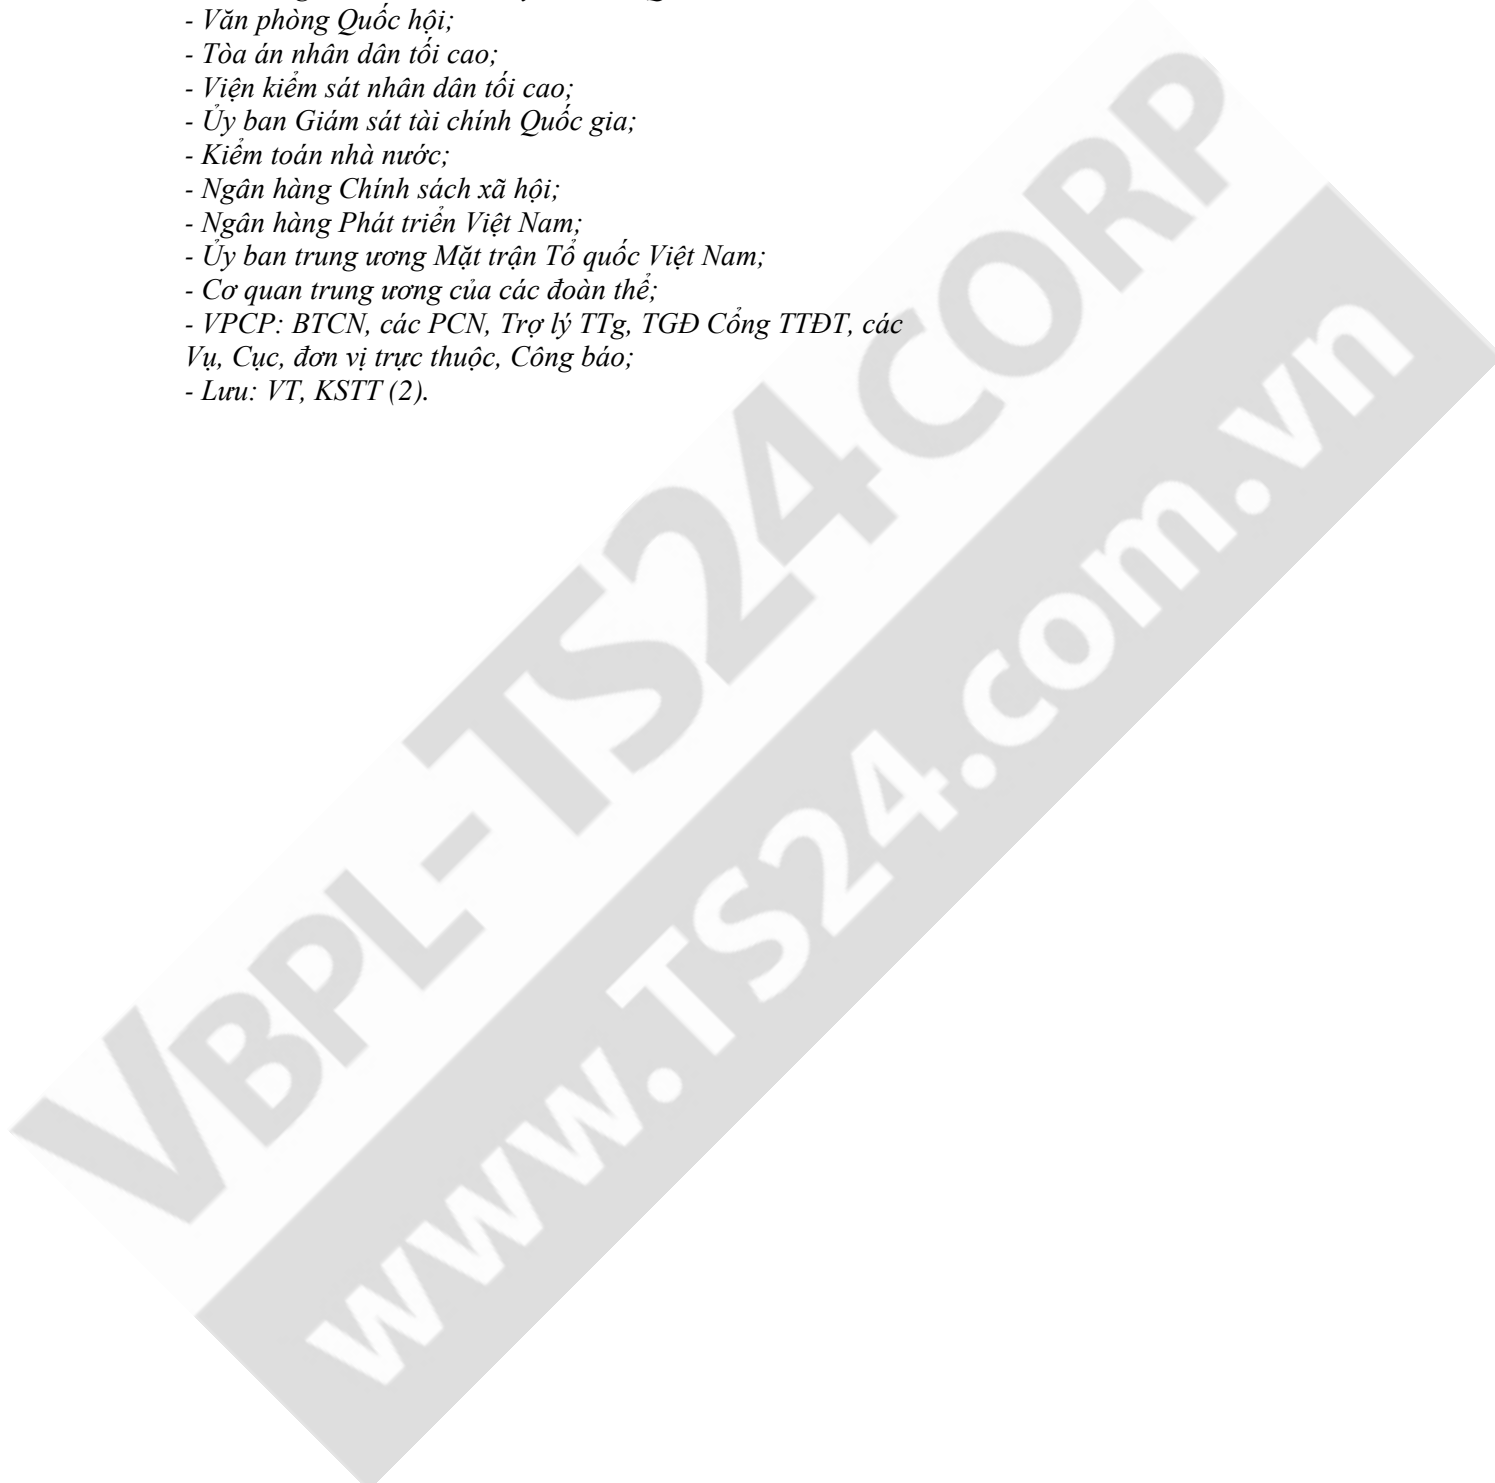 - Văn phòng Quốc hội;
- Tòa án nhân dân tối cao;
- Viện kiểm sát nhân dân tối cao;
- Ủy ban Giám sát tài chính Quốc gia;
- Kiểm toán nhà nước;
- Ngân hàng Chính sách xã hội;
- Ngân hàng Phát triển Việt Nam;
- Ủy ban trung ương Mặt trận Tổ quốc Việt Nam;
- Cơ quan trung ương của các đoàn thể;
- VPCP: BTCN, các PCN, Trợ lý TTg, TGĐ Cổng TTĐT, các
Vụ, Cục, đơn vị trực thuộc, Công báo;
- Lưu: VT, KSTT (2).
VBPL-TS24CORP
www.TS24.com.vn